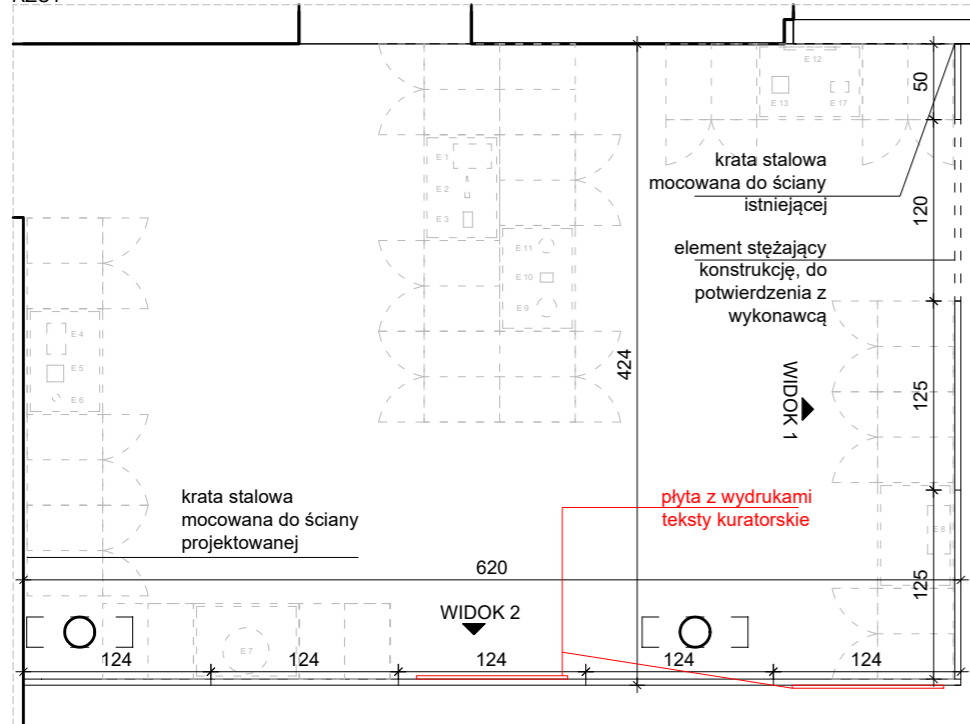 E 12
E 13
E 17
50
E 1
E 2
E 3
krata stalowa
mocowana do ściany
istniejącej
120
E 11
E 10
E 9
element stężający
konstrukcję, do
potwierdzenia z
wykonawcą
E 4
E 5
E 6
424
WIDOK 1
125
krata stalowa
mocowana do ściany
projektowanej
płyta z wydrukami
teksty kuratorskie
E 8
620
125
WIDOK 2
E 7
124
124
124
124
124